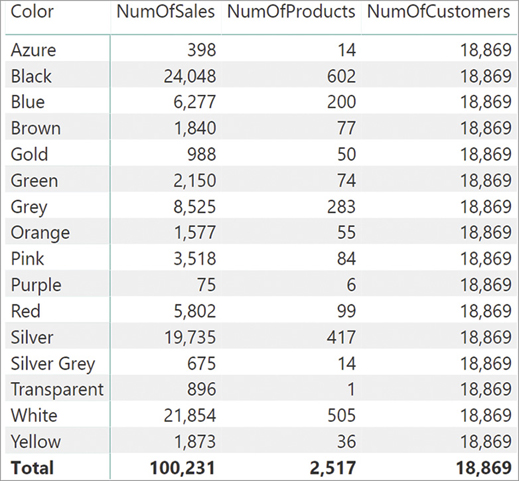 Color NumOfSales NumOfProducts NumOfCustomers
Azure 398 14 18,869
Black 24,048 602 18,869
Blue 6,277 200 18,869
Brown 1,840 77 18,869
Gold 988 50 18,869
Green 2,150 74 18,869
Grey 8,525 283 18,869
Orange 1,577 55 18,869
Pink 3,518 84 18,869
Purple 75 6 18,869
Red 5,802 99 18,869
Silver 19,735 417 18,869
Silver Grey 675 14 18,869
Transparent 896 1 18,869
White 21,854 505 18,869
Yellow 1,873 36 18,869
Total 100,231 2,517 18,869